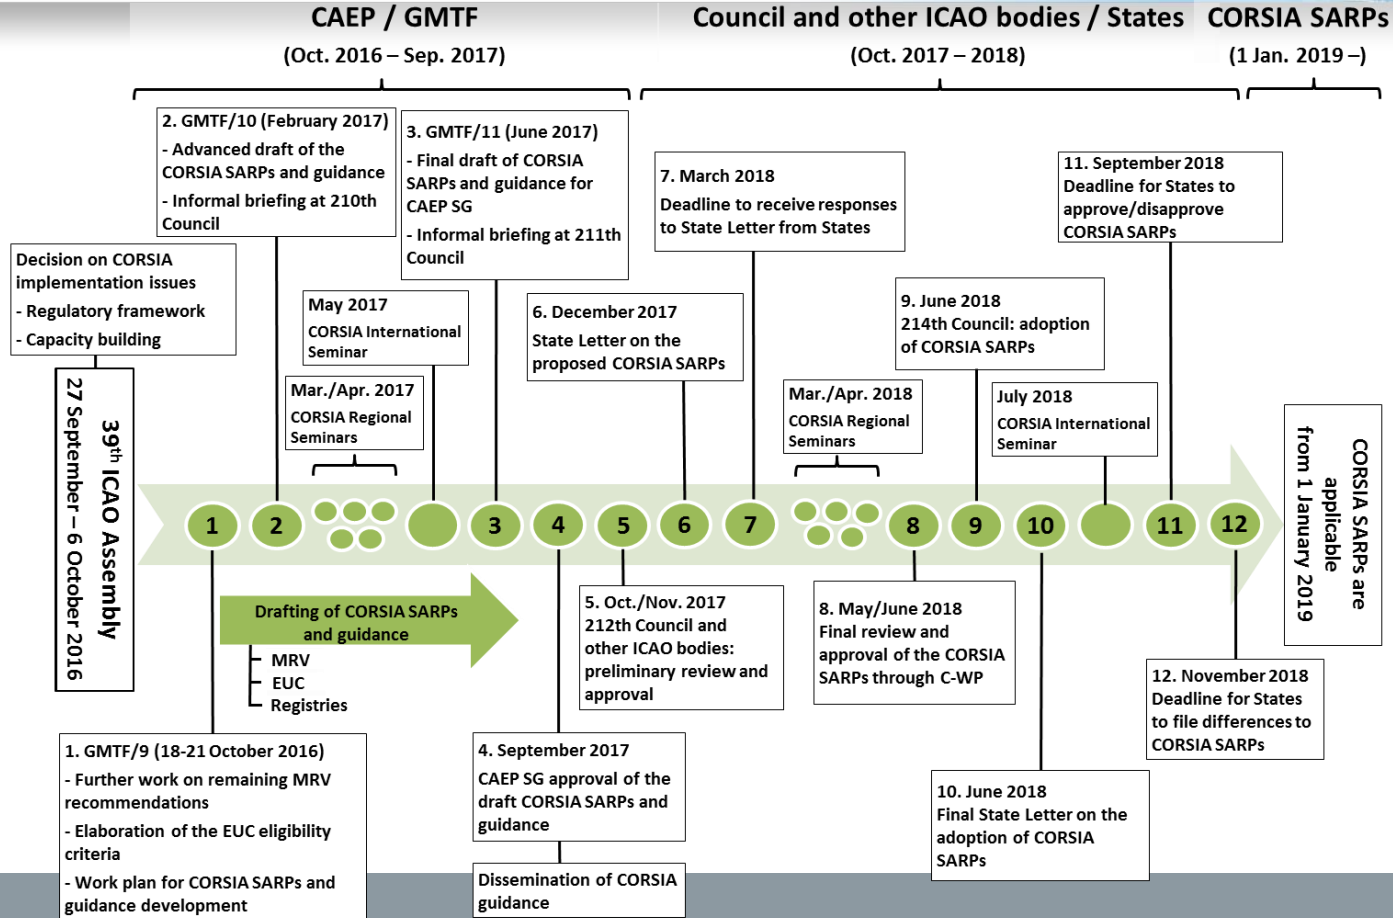 CAEP / GMTF
(Oct. 2016 – Sep. 2017)
Council and other ICAO bodies / States
(Oct. 2017 – 2018)
CORSIA SARPs
(1 Jan. 2019 –)
2. GMTF/10 (February 2017)
- Advanced draft of the
CORSIA SARPs and guidance
- Informal briefing at 210th
Council
3. GMTF/11 (June 2017)
- Final draft of CORSIA
SARPs and guidance for
CAEP SG
- Informal briefing at 211th
Council
7. March 2018
Deadline to receive responses
to State Letter from States
11. September 2018
Deadline for States to
approve/disapprove
CORSIA SARPs
Decision on CORSIA
implementation issues
- Regulatory framework
- Capacity building
May 2017
CORSIA International
Seminar
6. December 2017
State Letter on the
proposed CORSIA SARPs
9. June 2018
214th Council: adoption
of CORSIA SARPs
Mar./Apr. 2017
CORSIA Regional
Seminars
Mar./Apr. 2018
CORSIA Regional
Seminars
July 2018
CORSIA International
Seminar
39th ICAO Assembly
27 September – 6 October 2016
1
2
3
4
5
6
7
8
9
10
11
12
CORSIA SARPs are
applicable
from 1 January 2019
Drafting of CORSIA SARPs
and guidance
MRV
EUC
Registries
5. Oct./Nov. 2017
212th Council and
other ICAO bodies:
preliminary review and
approval
8. May/June 2018
Final review and
approval of the CORSIA
SARPs through C-WP
12. November 2018
Deadline for States
to file differences to
CORSIA SARPs
1. GMTF/9 (18-21 October 2016)
- Further work on remaining MRV
recommendations
- Elaboration of the EUC eligibility
criteria
- Work plan for CORSIA SARPs and
guidance development
4. September 2017
CAEP SG approval of the
draft CORSIA SARPs and
guidance
Dissemination of CORSIA
guidance
10. June 2018
Final State Letter on the
adoption of CORSIA
SARPs